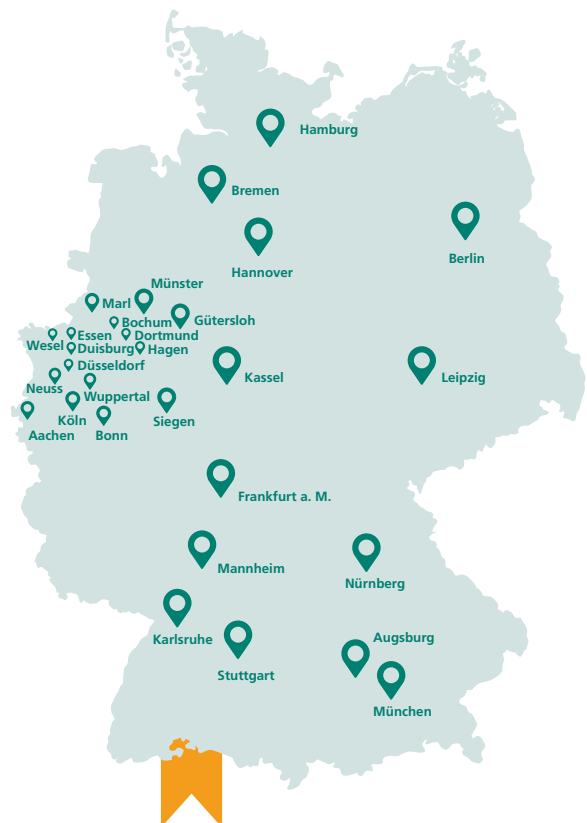 Hamburg
Bremen
Berlin
Hannover
Münster
Marl
Gütersloh
Bochum
Essen
Dortmund
Wesel
Duisburg
Hagen
Düsseldorf
Kassel
Leipzig
Neuss
Wuppertal
Köln
Siegen
Aachen
Bonn
Frankfurt a. M.
Mannheim
Nürnberg
Karlsruhe
Augsburg
Stuttgart
München